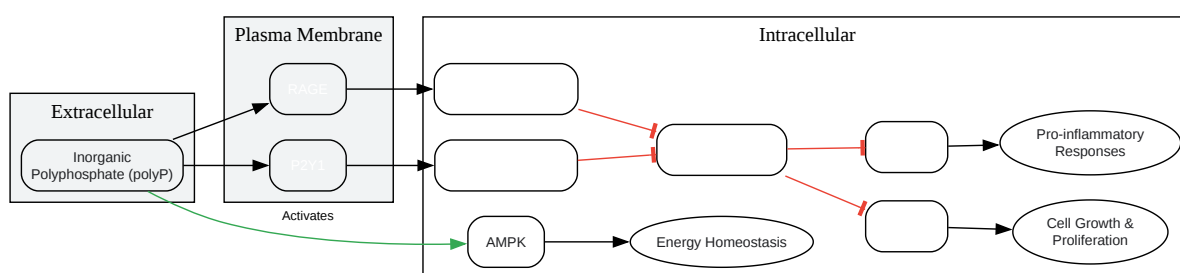 Plasma Membrane
Intracellular
RAGE
Extracellular
Pro-inflammatory
Responses
Inorganic
Polyphosphate (polyP)
P2Y1
Activates
AMPK
Energy Homeostasis
Cell Growth &
Proliferation